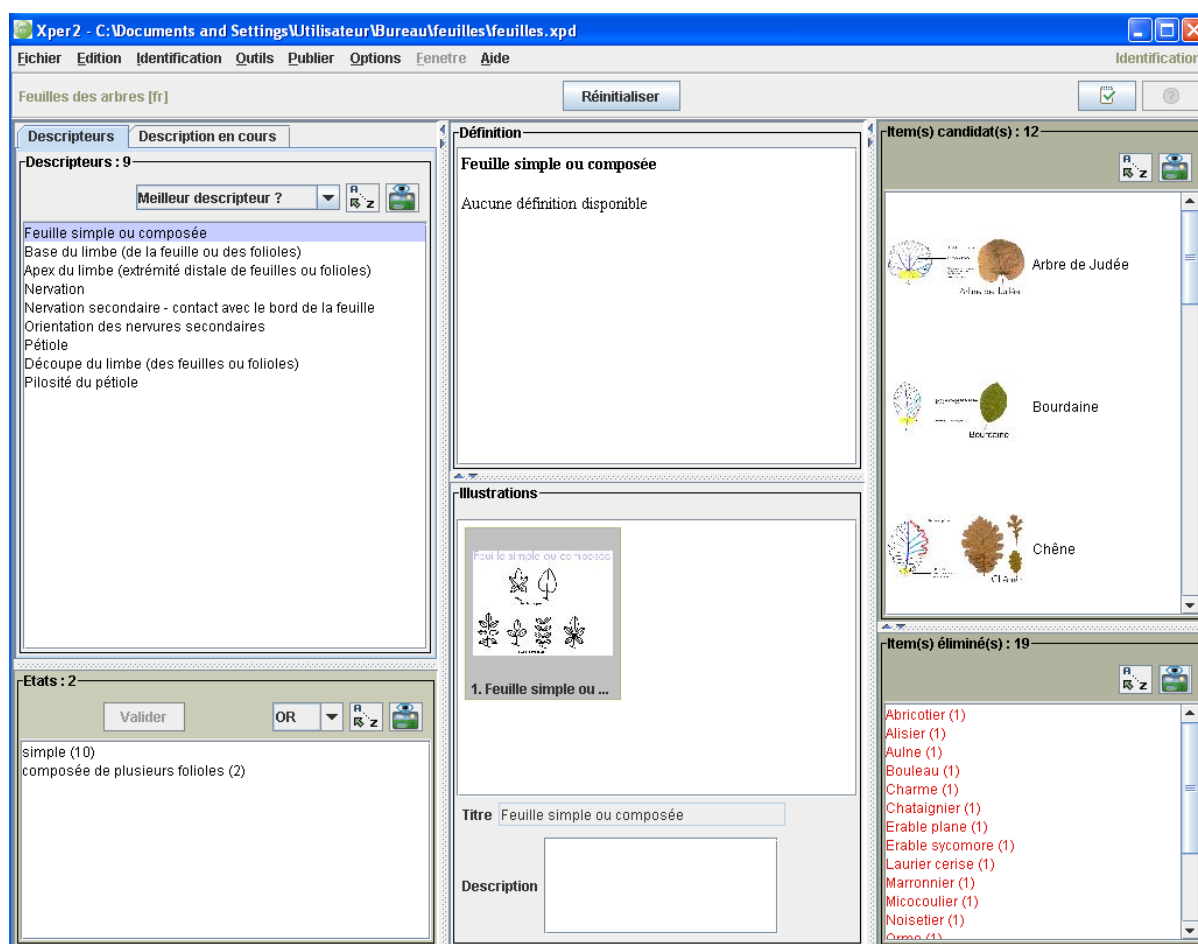 Xper2 - C:\Documents and Settings\Utilisateur\Bureau\feuilles\feuilles.xpd
Fichier Edition Identification Outils Publier Options Fenetre Aide
Identification
Feuilles des arbres [fr]
Réinitialiser
Descripteurs
Description en cours
Descripteurs : 9
Meilleur descripteur ?
Feuille simple ou composée
Base du limbe (de la feuille ou des folioles)
Apex du limbe (extrémité distale de feuilles ou folioles)
Nervation
Nervation secondaire - contact avec le bord de la feuille
Orientation des nervures secondaires
Pétiole
Découpe du limbe (des feuilles ou folioles)
Pilosité du pétiole
Etats : 2
Valider
OR
simple (10)
composée de plusieurs folioles (2)
Définition
Feuille simple ou composée
Aucune définition disponible
Illustrations
Feuille simple ou composée
1. Feuille simple ou ...
Titre Feuille simple ou composée
Description
Item(s) candidat(s) : 12
Arbre de Judée
Arbre de Judée
Bourdaine
Bourdaine
Chêne
Chêne
Item(s) éliminé(s) : 19
Abricotier (1)
Alisier (1)
Aulne (1)
Bouleau (1)
Charme (1)
Chataignier (1)
Erable plane (1)
Erable sycomore (1)
Laurier cerise (1)
Marronnier (1)
Micocoulier (1)
Noisetier (1)
Orme (1)